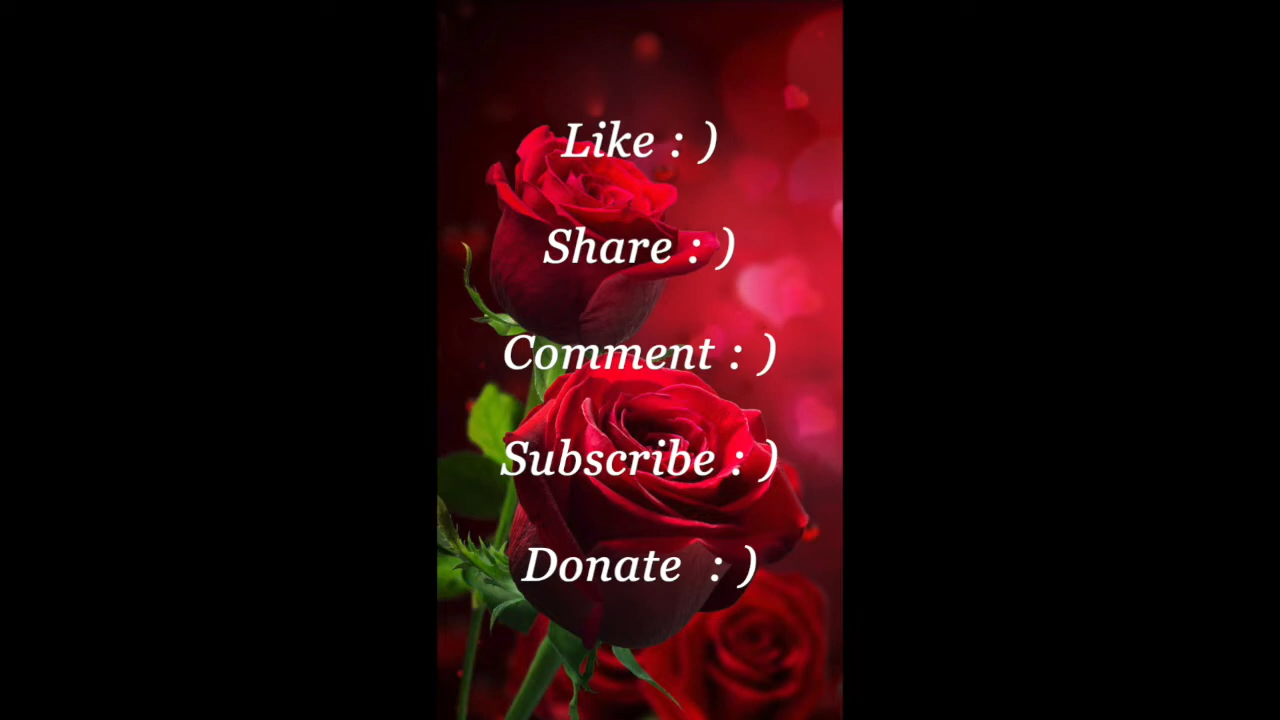 Like : )
Share : )
Comment : )
Subscribe : )
Donate  : )